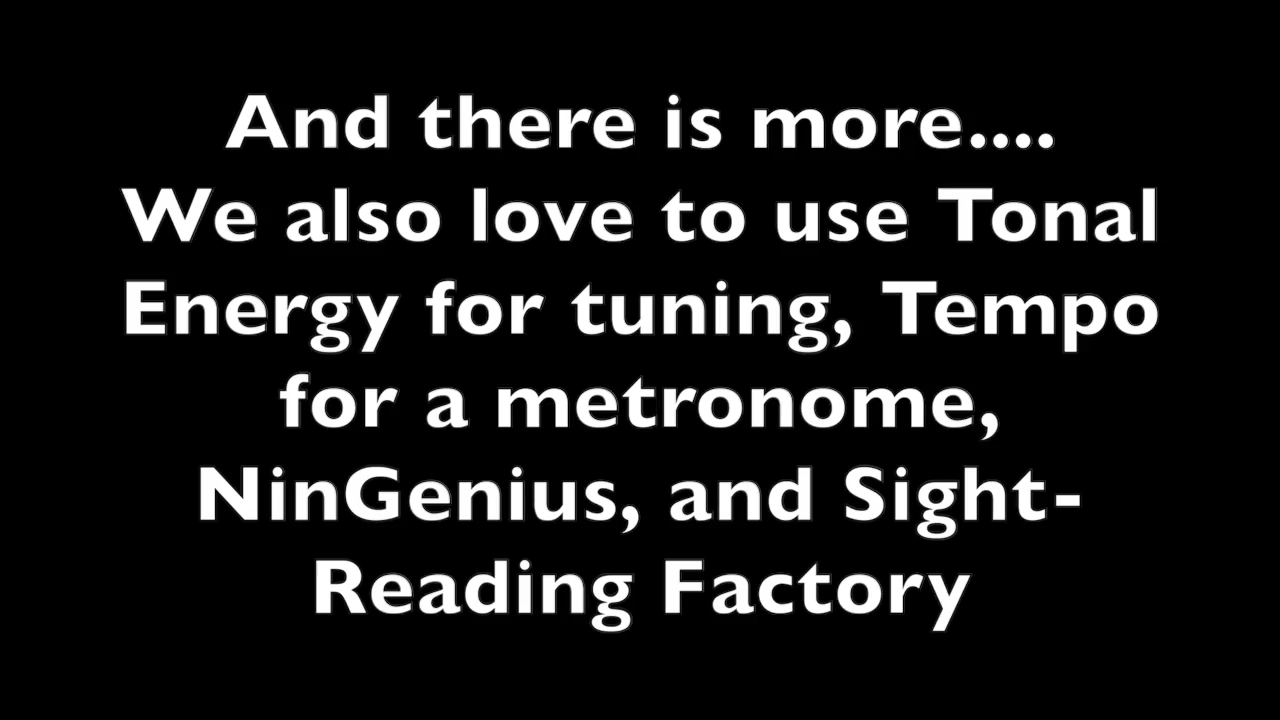 And there is more....
We also love to use Tonal
Energy for tuning, Tempo
for a metronome,
NinGenius, and Sight-
Reading Factory